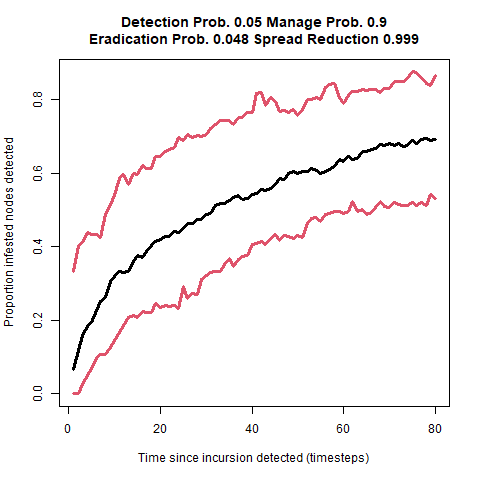 Detection Prob. 0.05 Manage Prob. 0.9
Eradication Prob. 0.048 Spread Reduction 0.999
Proportion infested nodes detected
0.8
0.6
0.4
0.2
0.0
0 20 40 60 80
Time since incursion detected (timesteps)